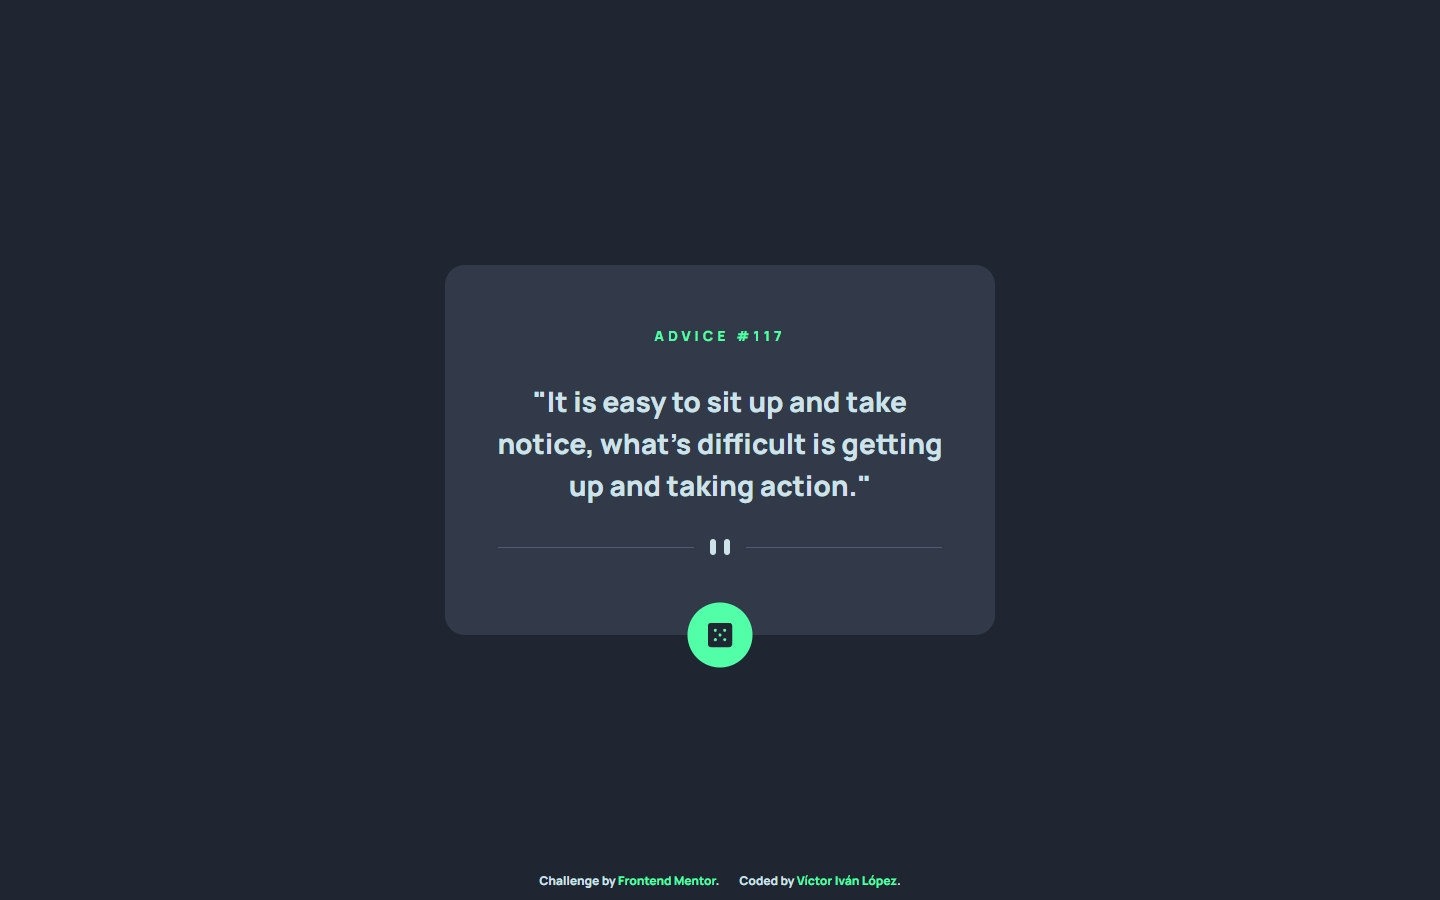 ADVICE #117
"It is easy to sit up and take
notice, what's difficult is getting
up and taking action."
Challenge by Frontend Mentor. Coded by Víctor Iván López.